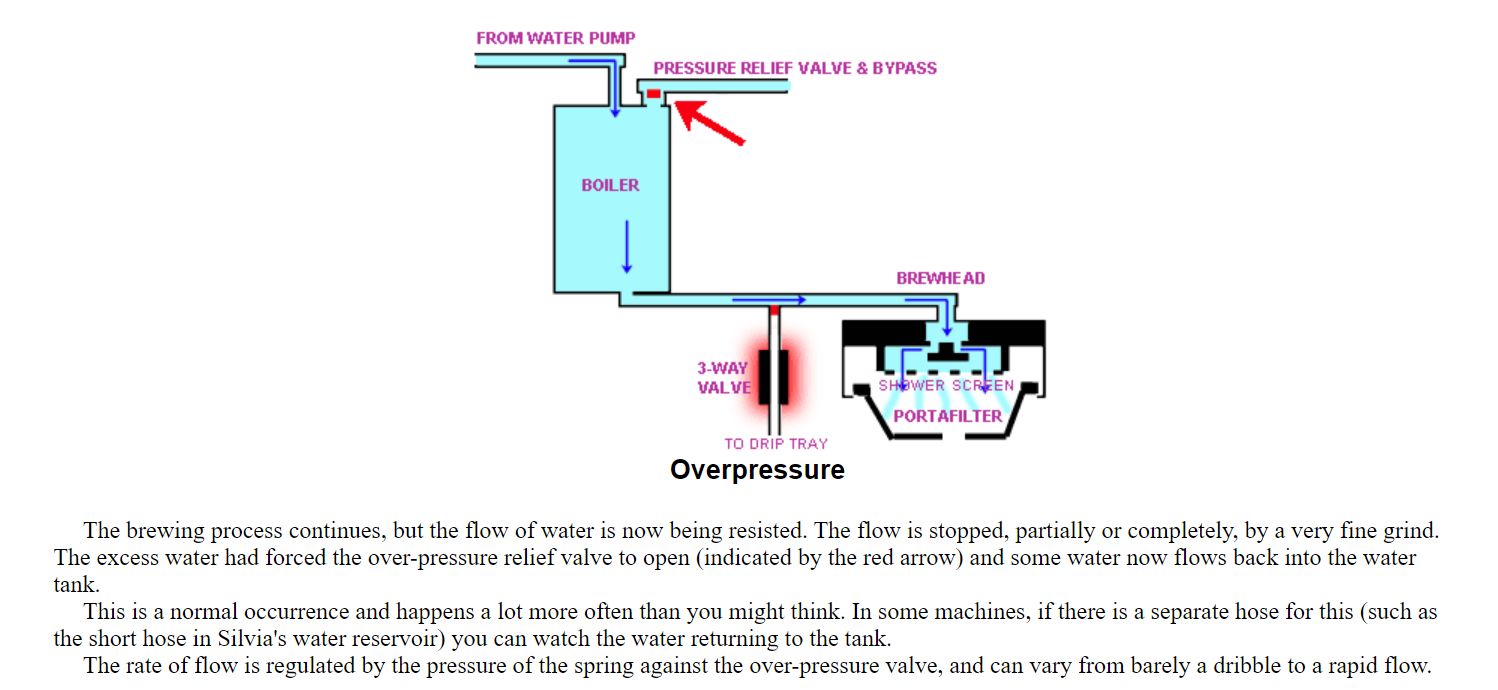 FROM WATER PUMP
PRESSURE RELIEF VALVE & BYPASS
BOILER
BREWHEAD
3-WAY
VALVE
SHOWER SCREEN
PORTAFILTER
TO DRIP TRAY
Overpressure
The brewing process continues, but the flow of water is now being resisted. The flow is stopped, partially or completely, by a very fine grind.
The excess water had forced the over-pressure relief valve to open (indicated by the red arrow) and some water now flows back into the water
tank.
This is a normal occurrence and happens a lot more often than you might think. In some machines, if there is a separate hose for this (such as
the short hose in Silvia's water reservoir) you can watch the water returning to the tank.
The rate of flow is regulated by the pressure of the spring against the over-pressure valve, and can vary from barely a dribble to a rapid flow.